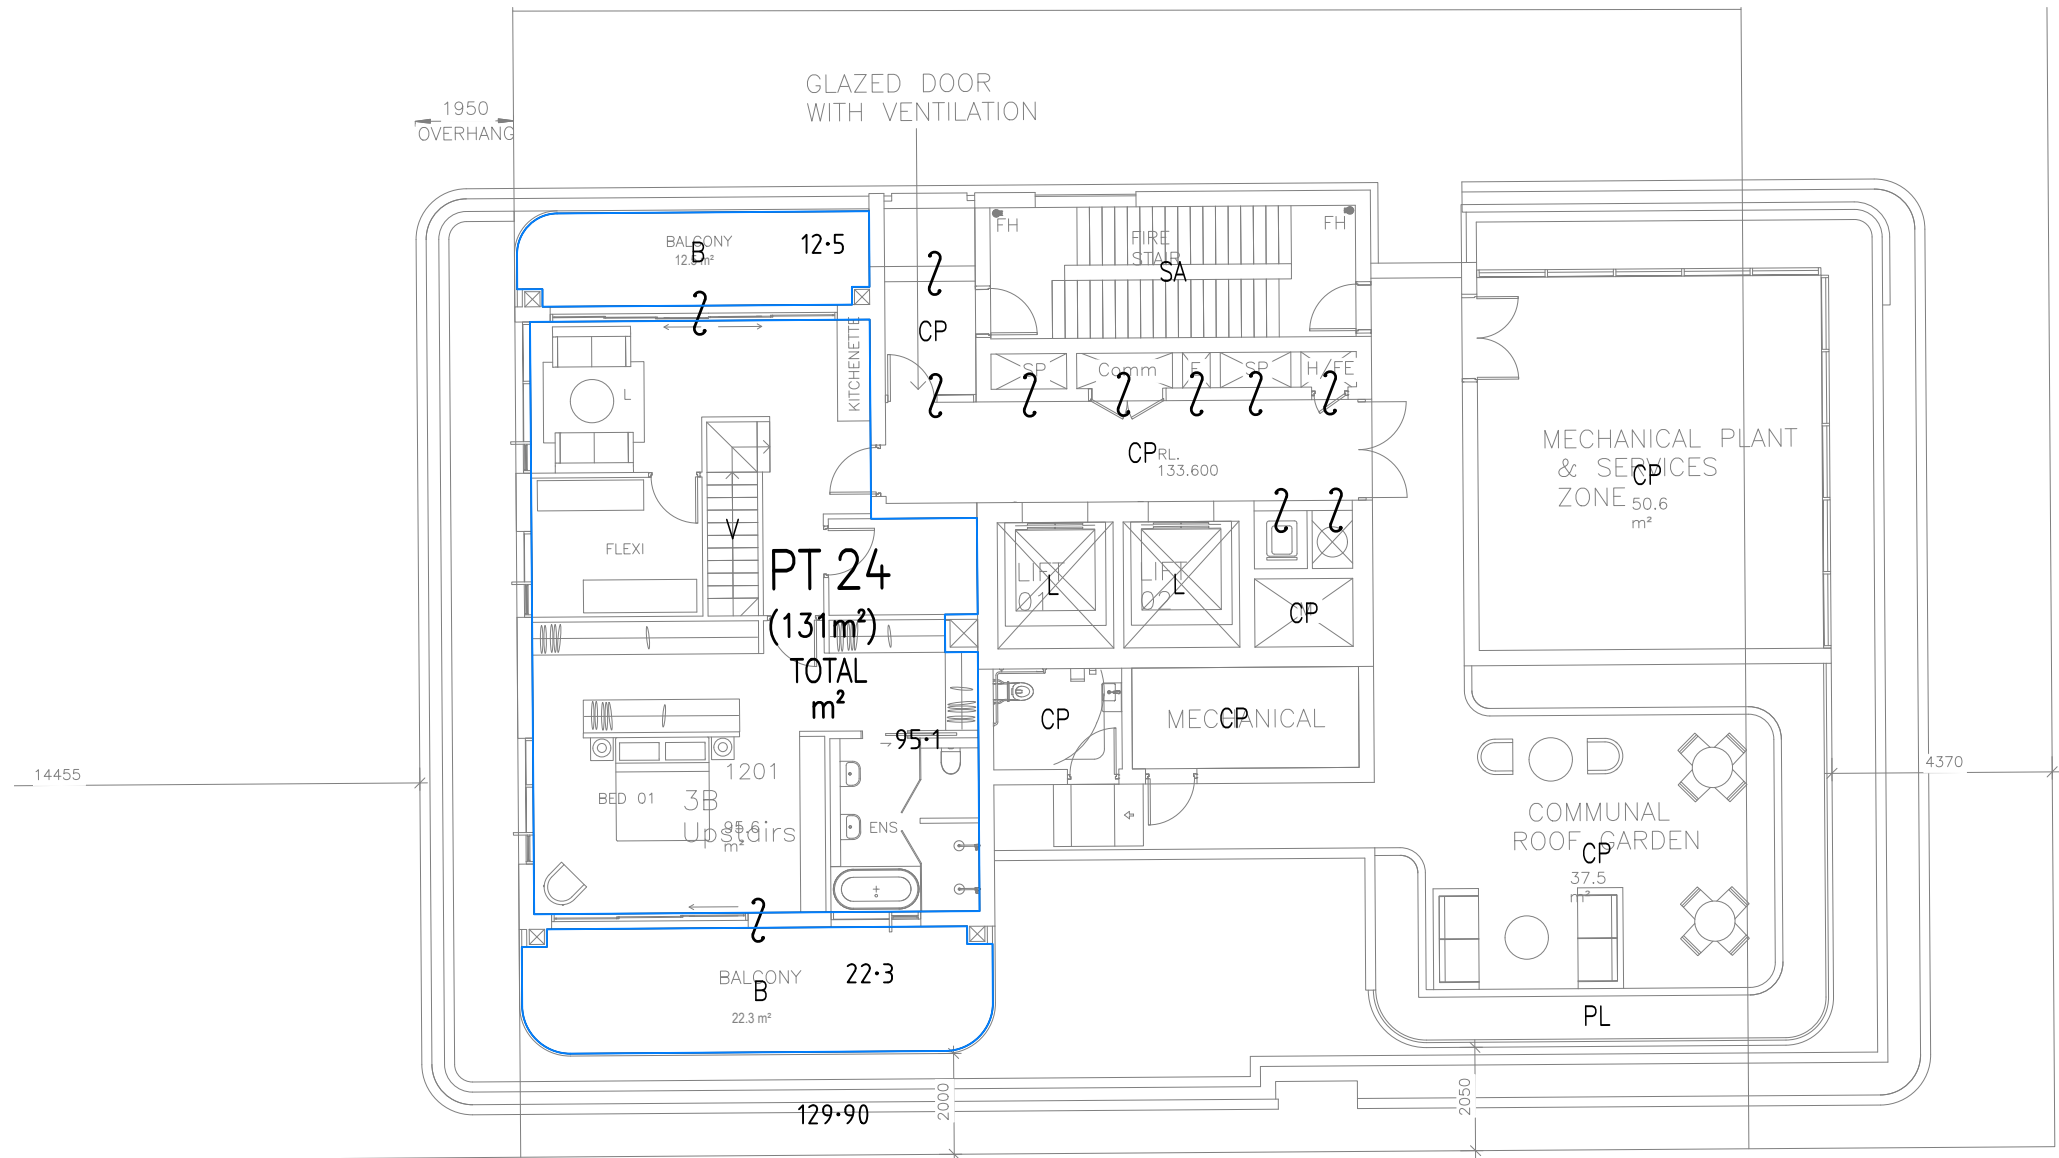 GLAZED DOOR
WITH VENTILATION
1950
OVERHANG
BALCONY
B
12.5 m²
12·5
FH
FH
FIRE
STAIR
SA
CP
KITCHENETTE
L
SP
Comm
E
SP
H/FE
CP
RL.
133.600
MECHANICAL PLANT
& SERVICES
ZONE
CP
50.6
m²
FLEXI
PT 24
(131m²)
TOTAL
m²
LIFT
01
L
LIFT
02
L
CP
CP
MECHANICAL
CP
95·1
14455
4370
1201
3B
Upstairs
95.6
m²
BED 01
ENS
COMMUNAL
ROOF GARDEN
CP
37.5
m²
BALCONY
B
22·3
22.3 m²
PL
2000
2050
129·90